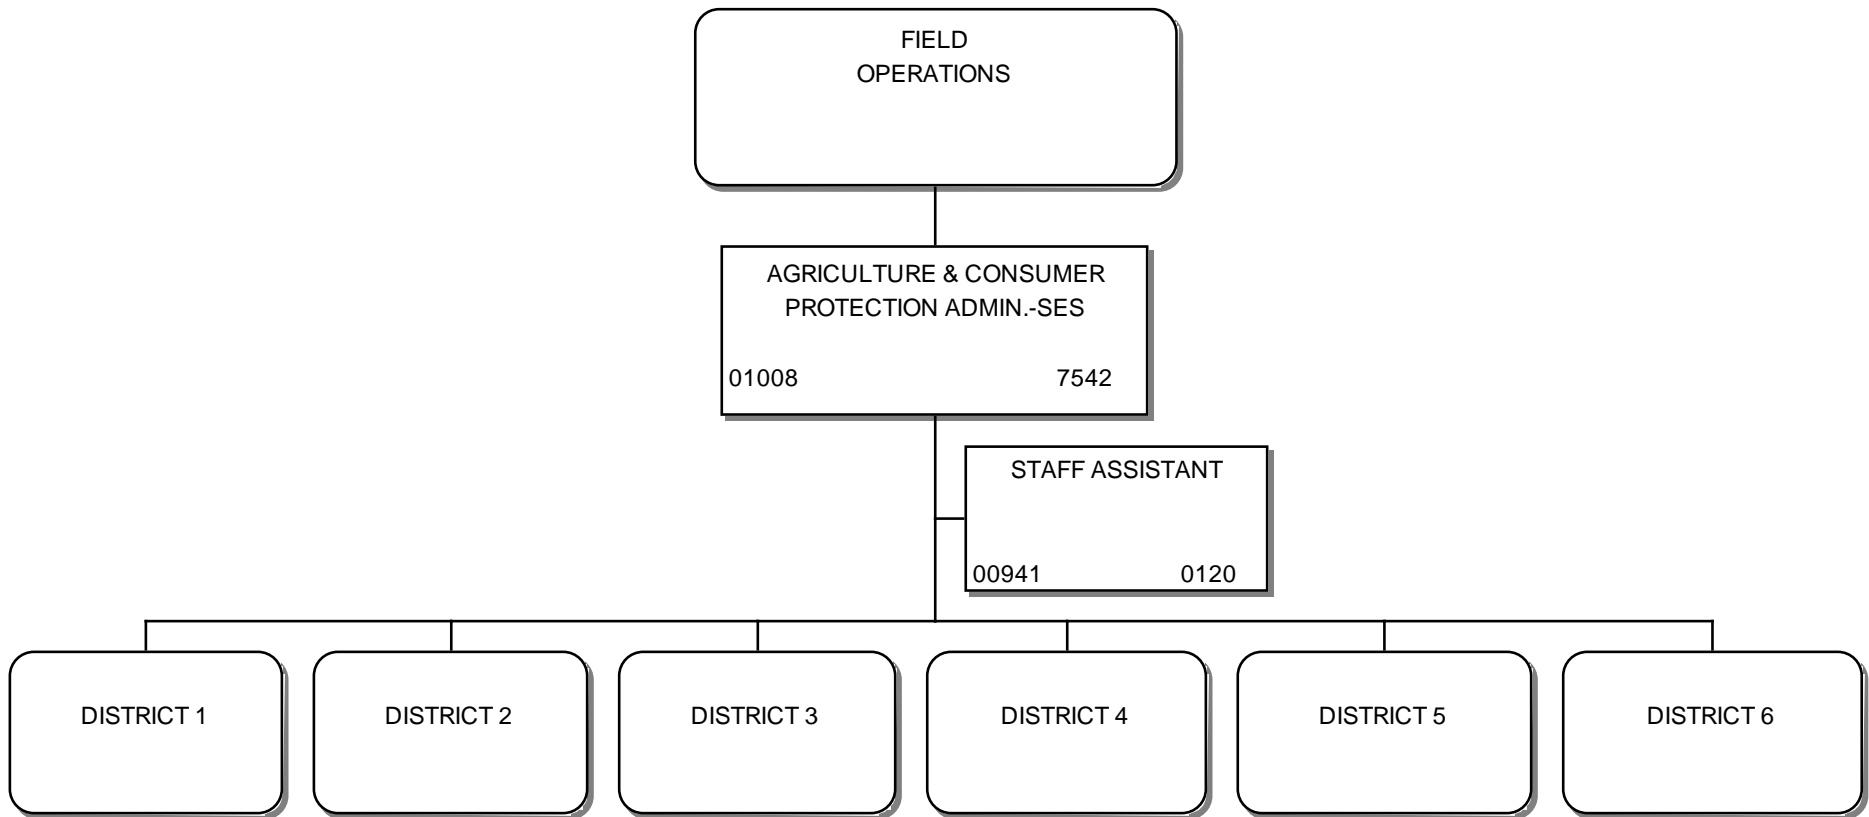 FIELD
OPERATIONS
AGRICULTURE & CONSUMER
PROTECTION ADMIN.-SES
01008 7542
STAFF ASSISTANT
00941 0120
DISTRICT 1 DISTRICT 2 DISTRICT 3 DISTRICT 4 DISTRICT 5 DISTRICT 6